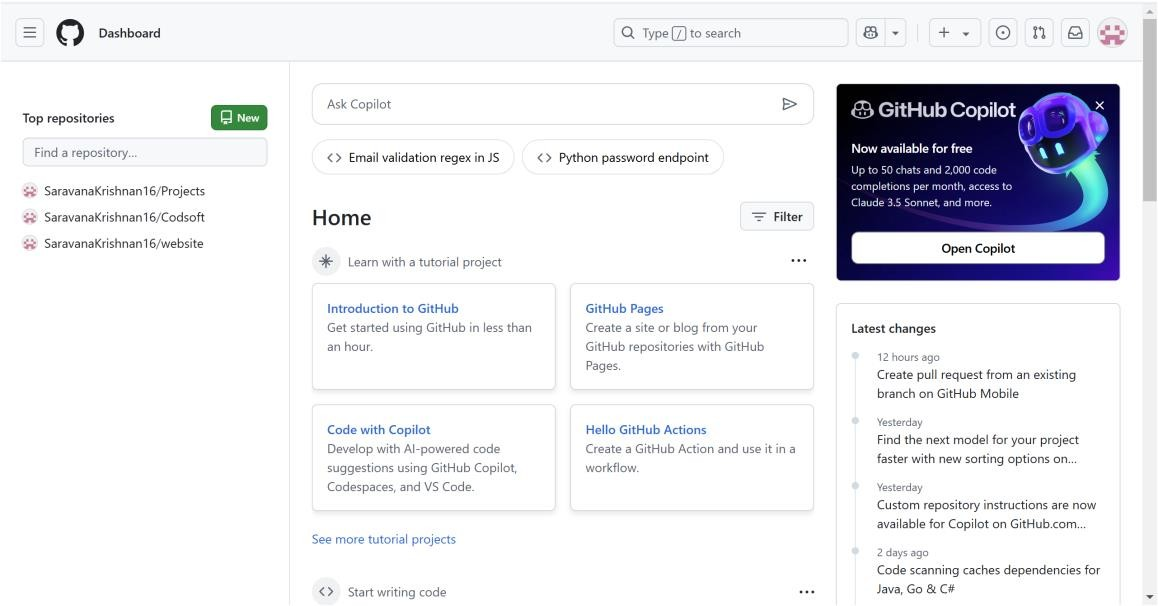 Dashboard
Type / to search
Top repositories
New
Find a repository...
SaravanaKrishnan16/Projects
SaravanaKrishnan16/Codsoft
SaravanaKrishnan16/website
Ask Copilot
Email validation regex in JS
Python password endpoint
Home
Filter
Learn with a tutorial project
Introduction to GitHub
Get started using GitHub in less than
an hour.
GitHub Pages
Create a site or blog from your
GitHub repositories with GitHub
Pages.
Code with Copilot
Develop with AI-powered code
suggestions using GitHub Copilot,
Codespaces, and VS Code.
Hello GitHub Actions
Create a GitHub Action and use it in a
workflow.
See more tutorial projects
Start writing code
GitHub Copilot
Now available for free
Up to 50 chats and 2,000 code
completions per month, access to
Claude 3.5 Sonnet, and more.
Open Copilot
Latest changes
12 hours ago
Create pull request from an existing
branch on GitHub Mobile
Yesterday
Find the next model for your project
faster with new sorting options on...
Yesterday
Custom repository instructions are now
available for Copilot on GitHub.com...
2 days ago
Code scanning caches dependencies for
Java, Go & C#